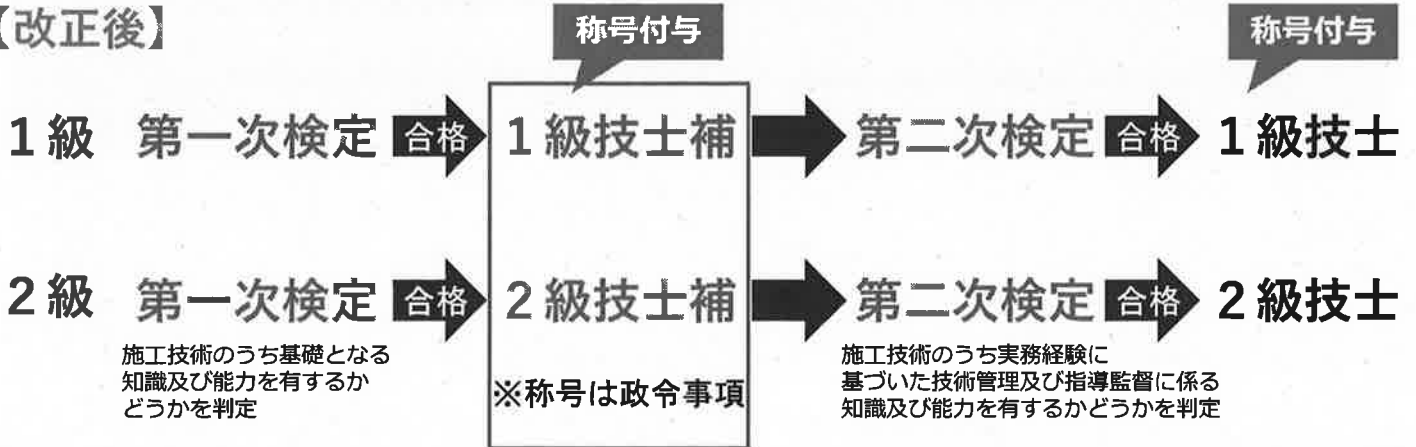 【改正後】
称号付与
称号付与
1級 第一次検定 合格 1級技士補 第二次検定 合格 1級技士
2級 第一次検定 合格 2級技士補 第二次検定 合格 2級技士
施工技術のうち基礎となる
知識及び能力を有するか
どうかを判定
※称号は政令事項
施工技術のうち実務経験に
基づいた技術管理及び指導監督に係る
知識及び能力を有するかどうかを判定